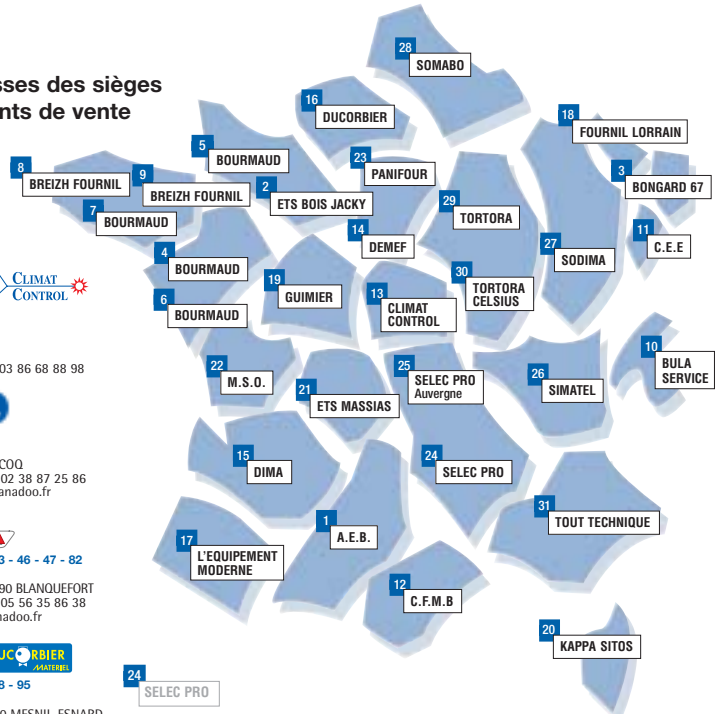 sses des sièges
nts de vente
28
SOMABO
16
DUCORBIER
18
FOURNIL LORRAIN
5
BOURMAUD
23
PANIFOUR
3
BONGARD 67
8
BREIZH FOURNIL
9
BREIZH FOURNIL
2
ETS BOIS JACKY
29
TORTORA
7
BOURMAUD
14
DEMEF
11
C.E.E
27
SODIMA
4
BOURMAUD
CLIMAT
CONTROL
19
GUIMIER
13
CLIMAT
CONTROL
30
TORTORA
CELSIUS
6
BOURMAUD
03 86 68 88 98
22
M.S.O.
21
ETS MASSIAS
25
SELEC PRO
Auvergne
26
SIMATEL
10
BULA
SERVICE
COQ
02 38 87 25 86
anadoo.fr
15
DIMA
24
SELEC PRO
31
TOUT TECHNIQUE
1
A.E.B.
17
L'EQUIPEMENT
MODERNE
3 - 46 - 47 - 82
90 BLANQUEFORT
05 56 35 86 38
nadoo.fr
12
C.F.M.B
20
KAPPA SITOS
UCORBIER
MATERIEL
8 - 95
24
SELEC PRO
0 MESNIL-ESNARD